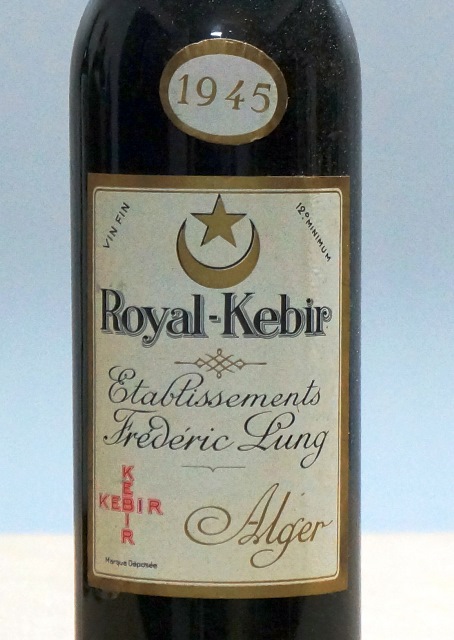 1945
VIN FIN
12° MINIMUM
Royal-Kebir
Etablissements
Frédéric Lung
KEBIR
KEBIR
Alger
Marque Déposée